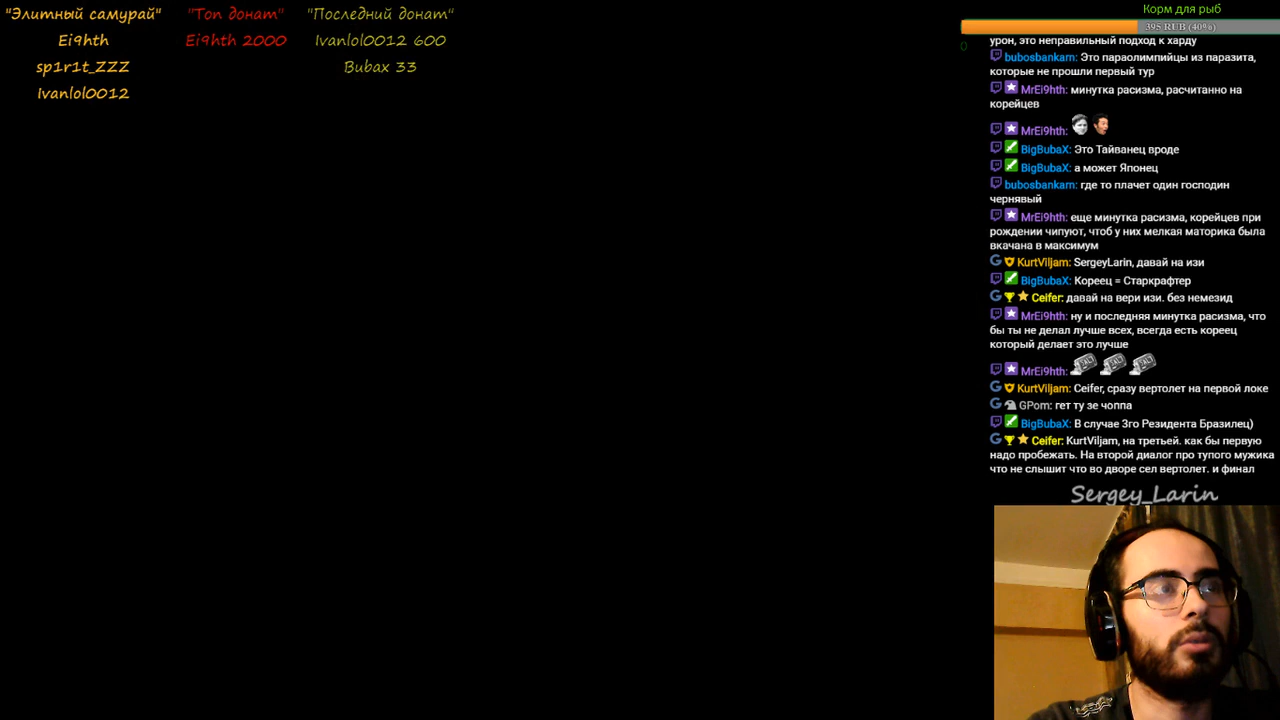 "Элитный самурай"
Ei9hth
sp1r1t_ZZZ
Ivanlol0012
"Топ донат"
Ei9hth 2000
"Последний донат"
Ivanlol0012 600
Bubax 33
Корм для рыб
395 RUB (40%)
0
урон, это неправильный подход к харду
bubosbankarn: Это параолимпийцы из паразита,
которые не прошли первый тур
MrEi9hth: минутка расизма, расчитанно на
корейцев
MrEi9hth:
BigBubaX: Это Тайванец вроде
BigBubaX: а может Японец
bubosbankarn: где то плачет один господин
чернявый
MrEi9hth: еще минутка расизма, корейцев при
рождении чипуют, чтоб у них мелкая маторика была
вкачана в максимум
KurtViljam: SergeyLarin, давай на изи
BigBubaX: Кореец = Старкрафтер
Ceifer: давай на вери изи. без немезид
MrEi9hth: ну и последняя минутка расизма, что
бы ты не делал лучше всех, всегда есть кореец
который делает это лучше
MrEi9hth:
KurtViljam: Ceifer, сразу вертолет на первой локе
GPom: гет ту зе чоппа
BigBubaX: В случае 3го Резидента Бразилец)
Ceifer: KurtViljam, на третьей. как бы первую
надо пробежать. На второй диалог про тупого мужика
что не слышит что во дворе сел вертолет. и финал
Sergey_Larin